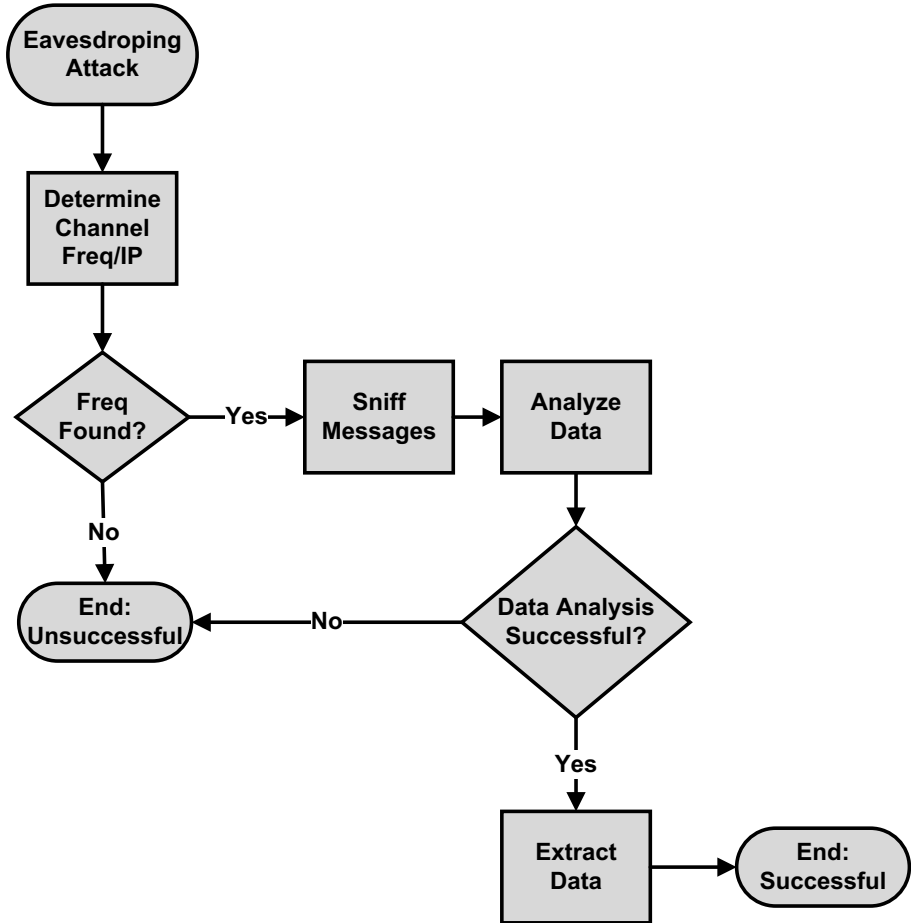 Eavesdroping
Attack
Determine
Channel
Freq/IP
Freq
Found?
Yes
Sniff
Messages
Analyze
Data
No
End:
Unsuccessful
No
Data Analysis
Successful?
Yes
Extract
Data
End:
Successful